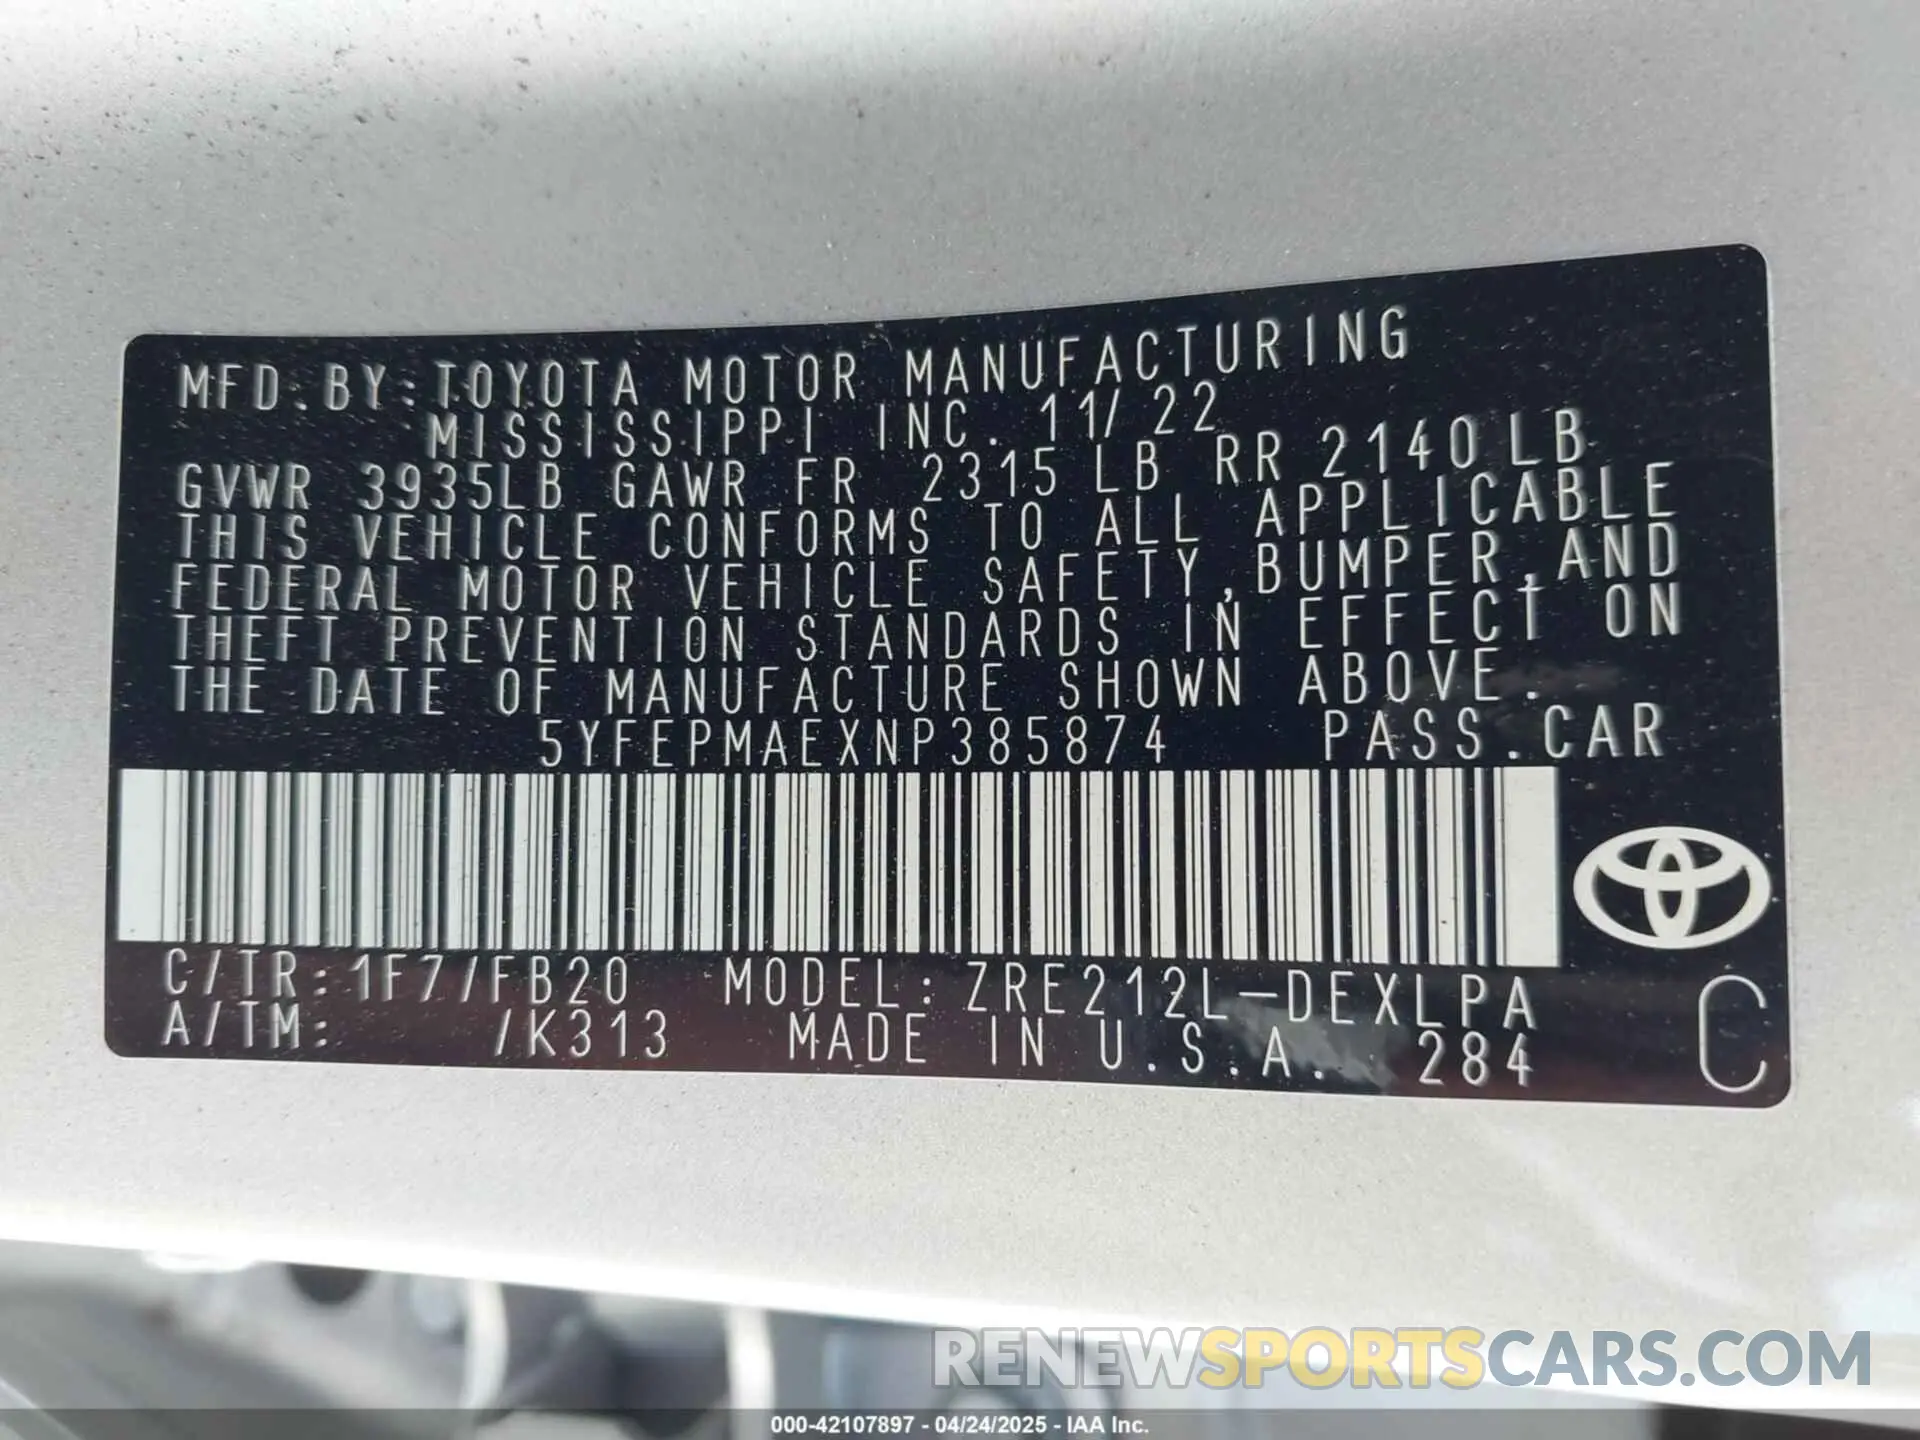 MFD.BY:TOYOTA MOTOR MANUFACTURING
MISSISSIPPI INC. 11/22
GVWR 3935LB GAWR FR 2315 LB RR 2140LB
THIS VEHICLE CONFORMS TO ALL APPLICABLE
FEDERAL MOTOR VEHICLE SAFETY,BUMPER,AND
THEFT PREVENTION STANDARDS IN EFFECT ON
THE DATE OF MANUFACTURE SHOWN ABOVE.
5YFEPMAEXNP385874 PASS.CAR
C/TR:1F7/FB20 MODEL:ZRE212L-DEXLPA
A/TM: /K313 MADE IN U.S.A. 284 C
RENEWSPORTSCARS.COM
000-42107897 - 04/24/2025 - IAA Inc.